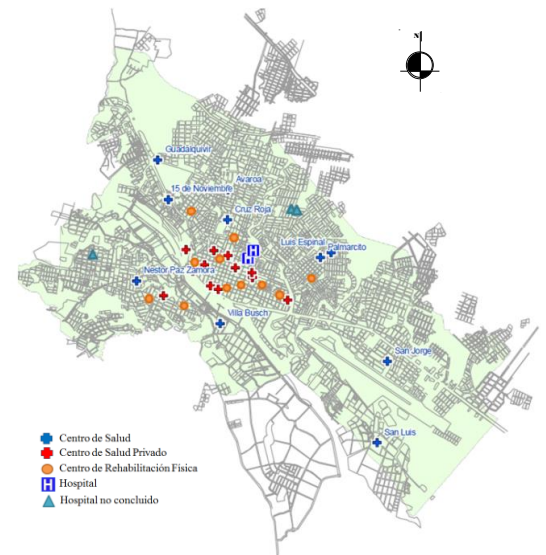 N
Guadalquivir
Avaroa
15 de Noviembre
Cruz Roja
Luis Espinal
Palmarcito
Nestor Paz Zamora
Villa Busch
San Jorge
San Luis
Centro de Salud
Centro de Salud Privado
Centro de Rehabilitación Física
H Hospital
Hospital no concluido